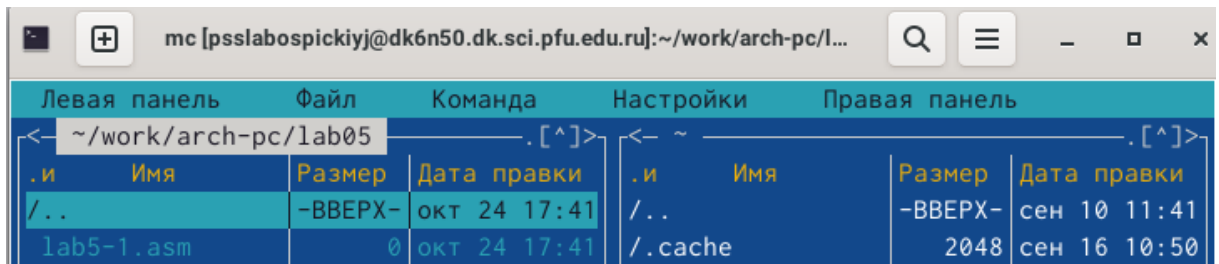 mc [psslabospickiyj@dk6n50.dk.sci.pfu.edu.ru]:~/work/arch-pc/l...
Левая панель Файл Команда Настройки Правая панель
<— ~/work/arch-pc/lab05 .[^]> <— ~ .[^]>
.и Имя Размер Дата правки .и Имя Размер Дата правки
/.. -ВВЕРХ- окт 24 17:41 /.. -ВВЕРХ- сен 10 11:41
lab5-1.asm 0 окт 24 17:41 /.cache 2048 сен 16 10:50